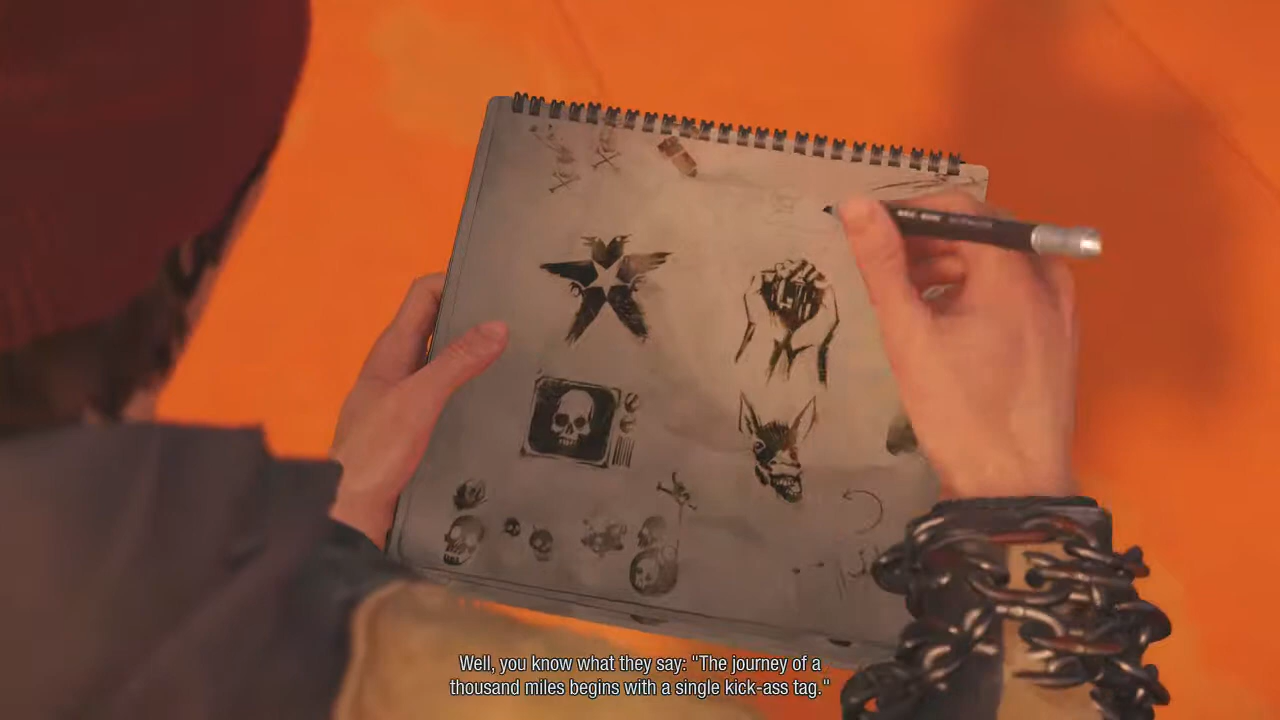 Well, you know what they say: "The journey of a
thousand miles begins with a single kick-ass tag."